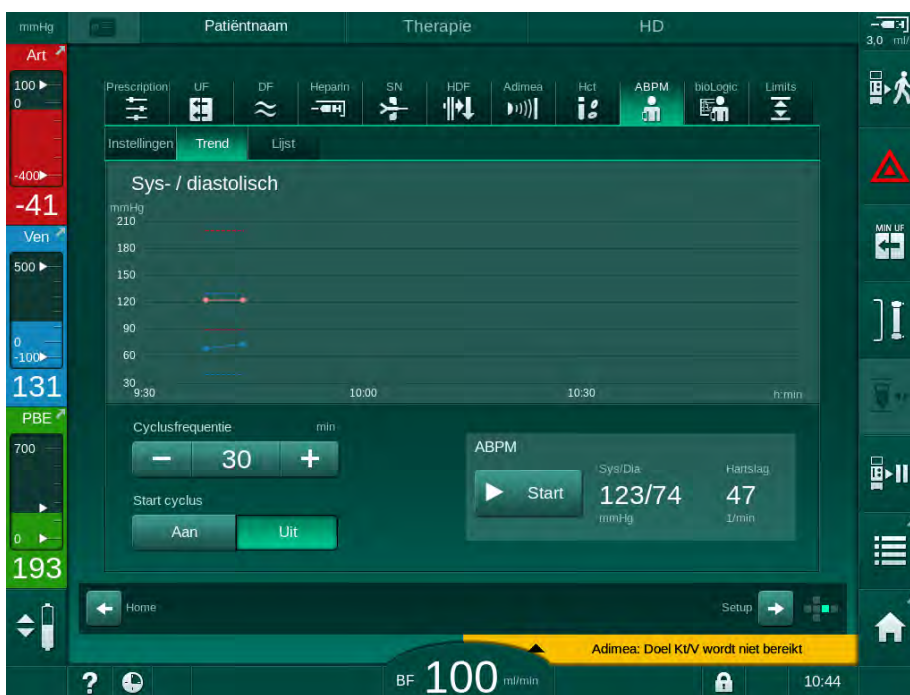 mmHg Patiëntnaam Therapie HD
3,0 ml/
Art
100
0
-400
-41
Ven
500
0
-100
131
PBE
700
0
193
Prescription UF DF Heparin SN HDF Adimea Hct ABPM bioLogic Limits
Instellingen Trend Lijst
Sys- / diastolisch
mmHg
210
180
150
120
90
60
30
9:30 10:00 10:30 h:min
Cyclusfrequentie min
30
Start cyclus
Aan Uit
ABPM
Start
Sys/Dia Hartslag
123/74 47
mmHg 1/min
MIN UF
Home Setup
Adimea: Doel Kt/V wordt niet bereikt
? BF 100 ml/min 10:44